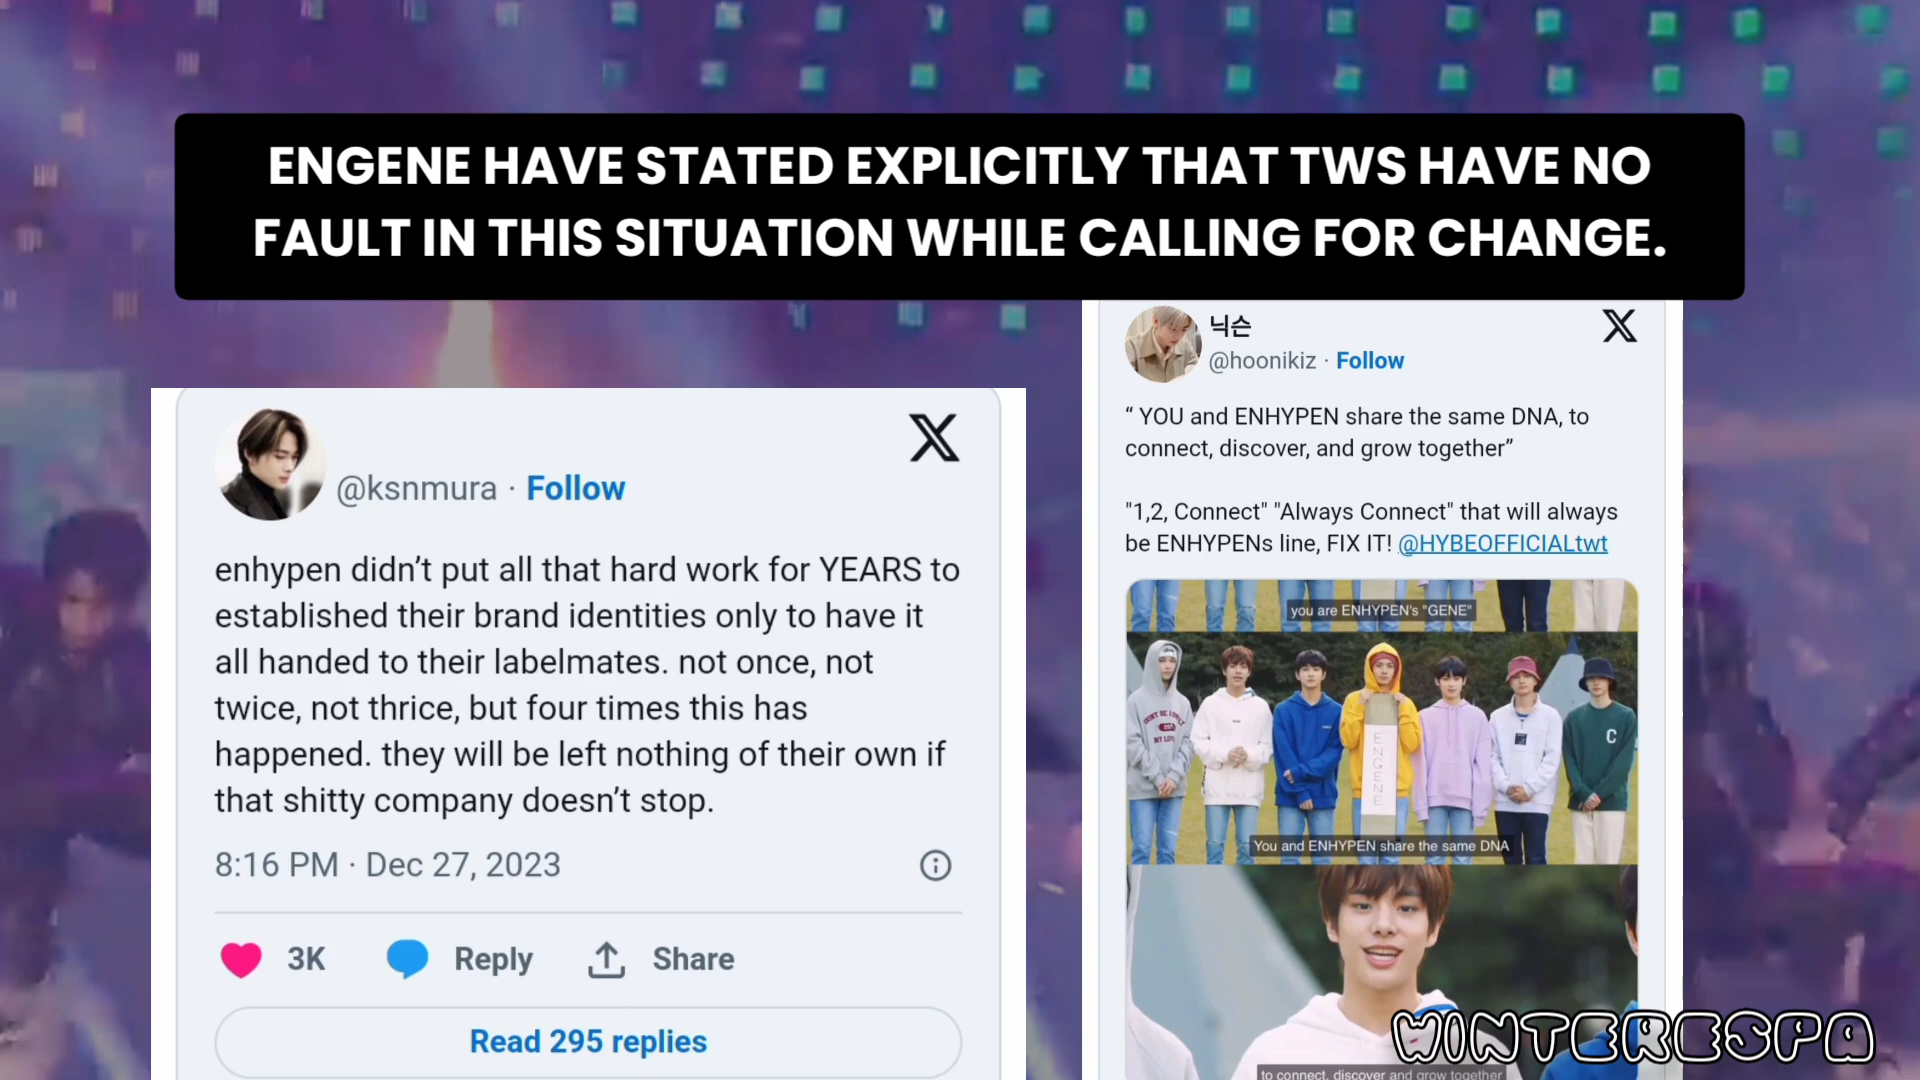 ENGENE HAVE STATED EXPLICITLY THAT TWS HAVE NO
FAULT IN THIS SITUATION WHILE CALLING FOR CHANGE.
@ksnmura · Follow
enhypen didn’t put all that hard work for YEARS to
established their brand identities only to have it
all handed to their labelmates. not once, not
twice, not thrice, but four times this has
happened. they will be left nothing of their own if
that shitty company doesn’t stop.
8:16 PM · Dec 27, 2023
3K Reply Share
Read 295 replies
닉슨
@hoonikiz · Follow
“ YOU and ENHYPEN share the same DNA, to
connect, discover, and grow together”
"1,2, Connect" "Always Connect" that will always
be ENHYPENs line, FIX IT! @HYBEOFFICIALtwt
you are ENHYPEN's "GENE"
ENGENE
C
You and ENHYPEN share the same DNA
to connect, discover and grow together
WINTERESPA